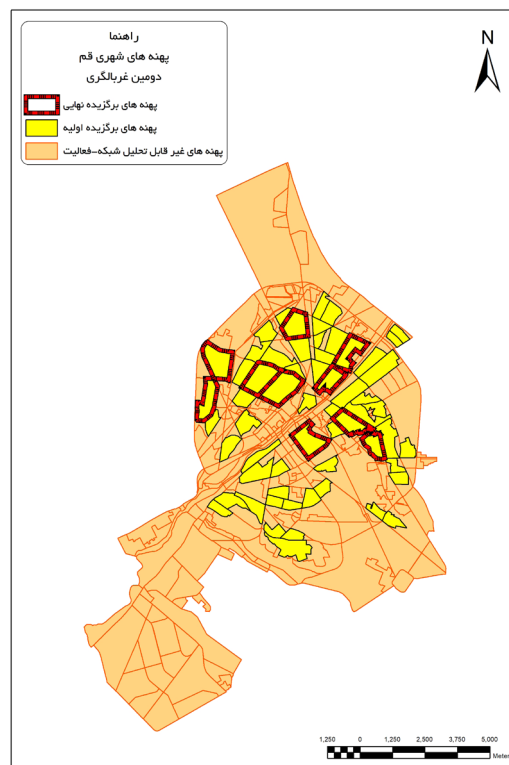 راهنما
پهنه های شهری قم
دومین غربالگری
پهنه های برگزیده نهایی
پهنه های برگزیده اولیه
پهنه های غیر قابل تحلیل شبکه-فعالیت
N
1,250 0 1,250 2,500 3,750 5,000
Meters